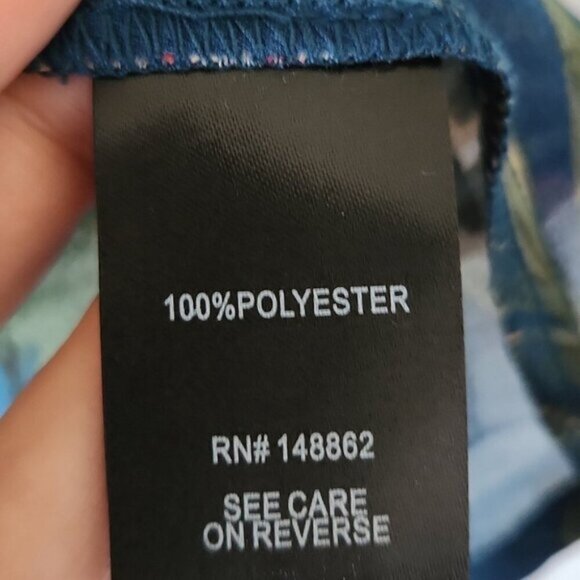 100%POLYESTER
RN# 148862
SEE CARE
ON REVERSE